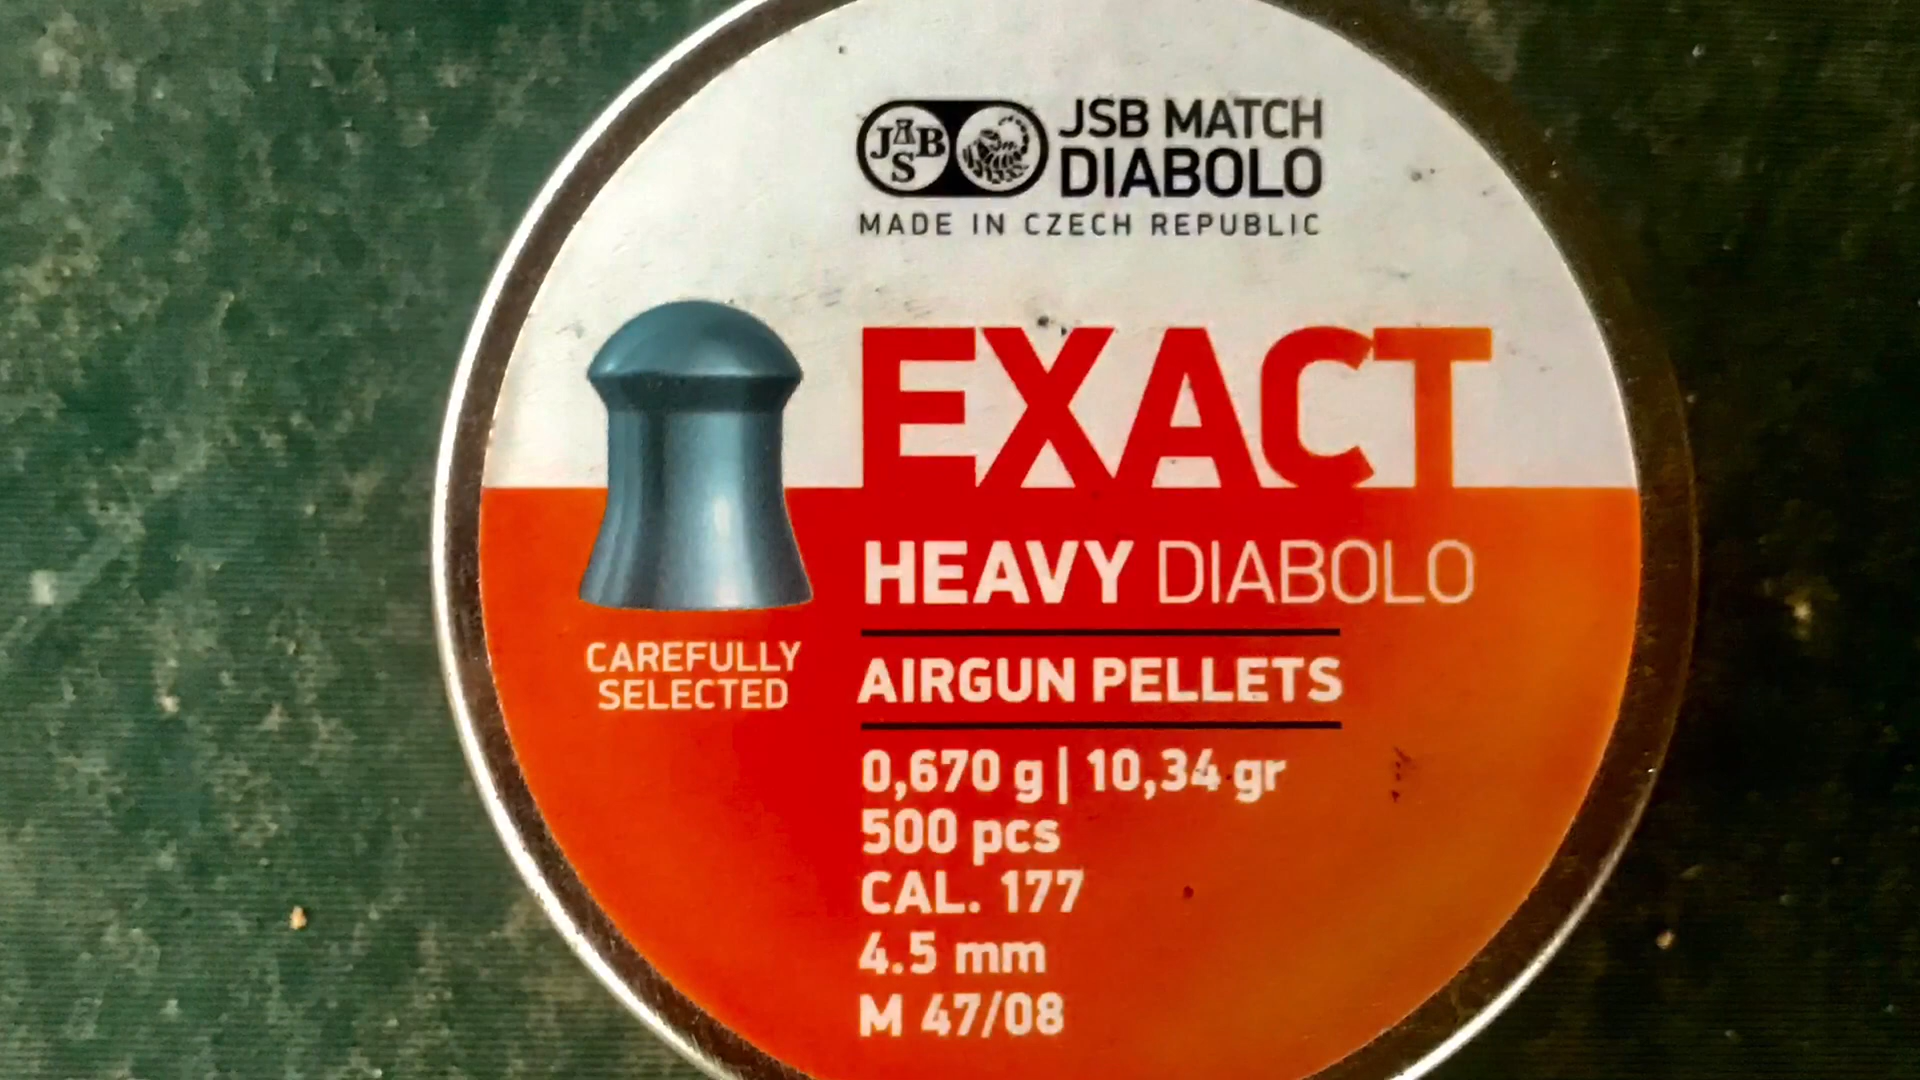 JSB
JSB MATCH
DIABOLO
MADE IN CZECH REPUBLIC
EXACT
HEAVY DIABOLO
CAREFULLY
SELECTED
AIRGUN PELLETS
0,670 g | 10,34 gr
500 pcs
CAL. 177
4.5 mm
M 47/08